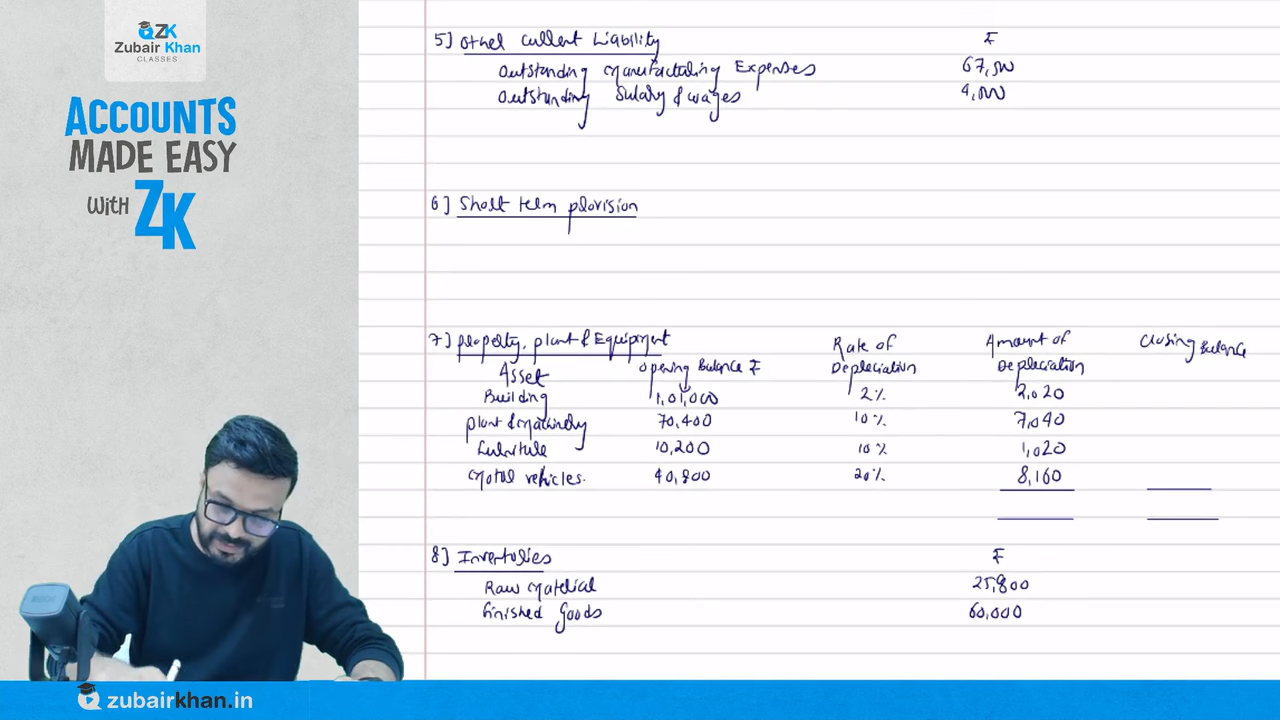 ZK
Zubair Khan
CLASSES
ACCOUNTS
MADE EASY
with ZK
5] Other Current Liability ₹
Outstanding Manufacturing Expenses 67,500
Outstanding Salary & wages 4,500
6] Short term provision
7] Property, plant & Equipment
Asset Opening Balance ₹ Rate of Depreciation Amount of Depreciation Closing Balance
Building 1,01,000 2% 2,020
plant & Machinery 70,400 10% 7,040
Furniture 10,200 10% 1,020
Motor vehicles. 40,800 20% 8,160
8] Inventories ₹
Raw Material 25,800
Finished Goods 60,000
zubairkhan.in